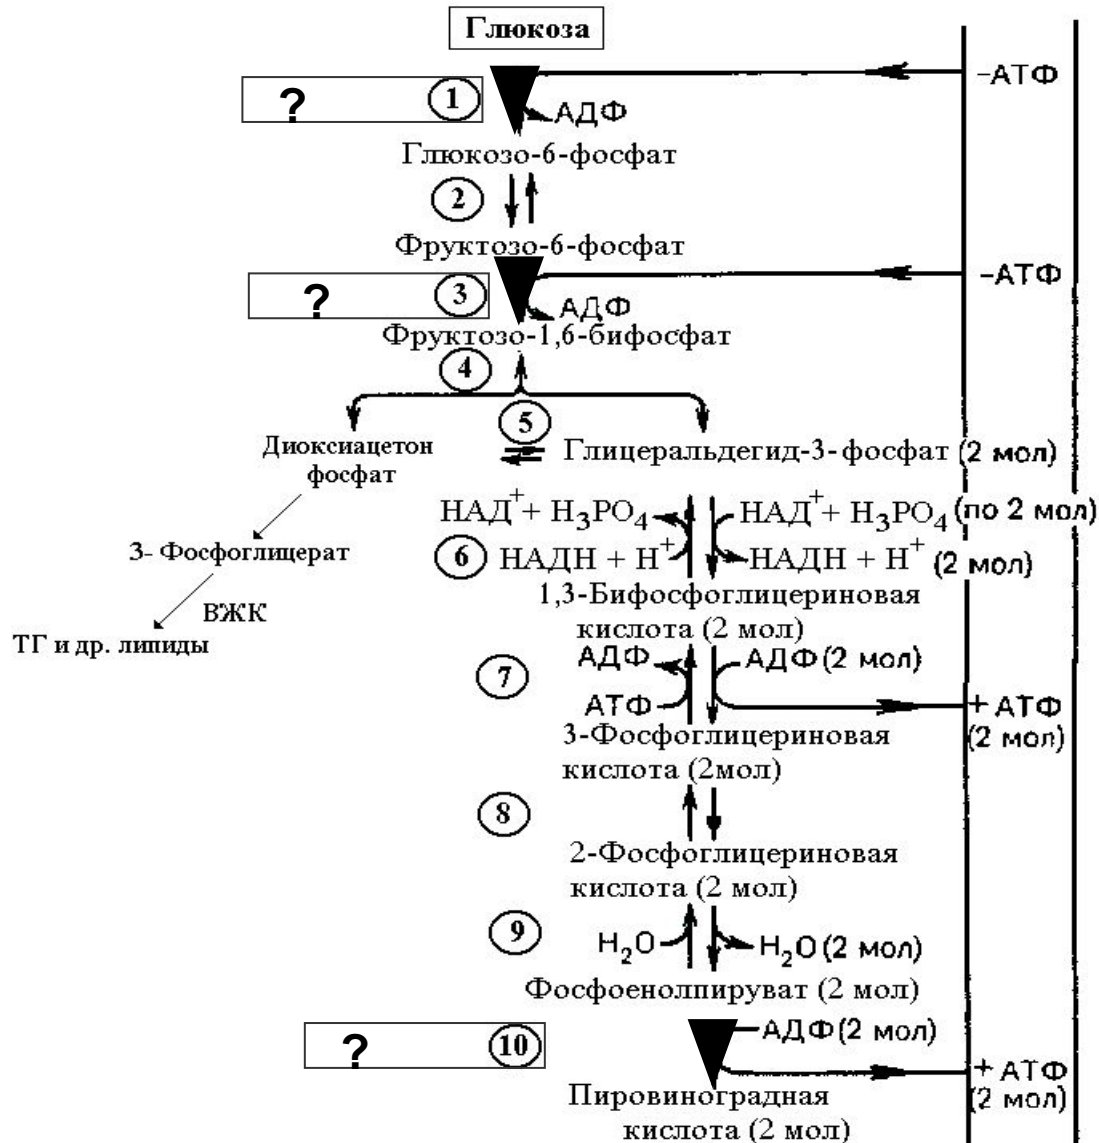 Глюкоза
? 1
–АТФ
АДФ
Глюкозо-6-фосфат
2
Фруктозо-6-фосфат
? 3
–АТФ
АДФ
Фруктозо-1,6-бифосфат
4
5
Диоксиацетон
фосфат
Глицеральдегид-3-фосфат (2 мол)
НАД⁺ + H₃PO₄
НАД⁺ + H₃PO₄ (по 2 мол)
3- Фосфоглицерат
6
НАДН + Н⁺
НАДН + Н⁺ (2 мол)
1,3-Бифосфоглицериновая
кислота (2 мол)
ВЖК
ТГ и др. липиды
АДФ
АДФ (2 мол)
7
АТФ
+ АТФ
(2 мол)
3-Фосфоглицериновая
кислота (2мол)
8
2-Фосфоглицериновая
кислота (2 мол)
9
H₂O
H₂O (2 мол)
Фосфоенолпируват (2 мол)
? 10
АДФ (2 мол)
+ АТФ
(2 мол)
Пировиноградная
кислота (2 мол)